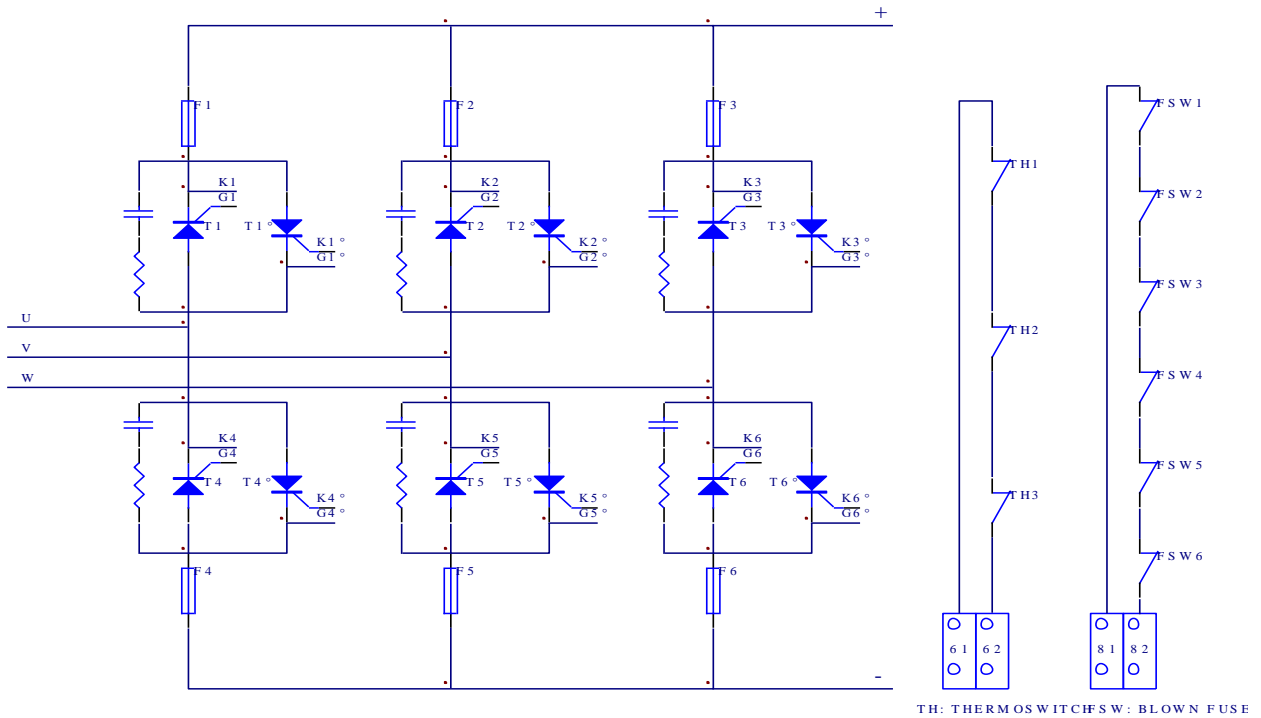 +
F1 F2 F3
FSW1
TH1
K1 K2 K3
G1 G2 G3
FSW2
T1 T1° T2 T2° T3 T3°
K1° K2° K3°
G1° G2° G3°
FSW3
U
TH2
V
W
FSW4
K4 K5 K6
G4 G5 G6
FSW5
T4 T4° T5 T5° T6 T6°
K4° K5° K6°
TH3
G4° G5° G6°
FSW6
F4 F5 F6
61 62 81 82
-
TH: THERMOSWITCH
FSW: BLOWN FUSE